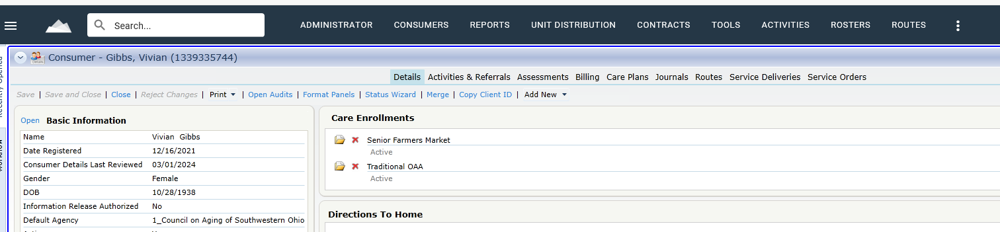 Search...
ADMINISTRATOR CONSUMERS REPORTS UNIT DISTRIBUTION CONTRACTS TOOLS ACTIVITIES ROSTERS ROUTES
Recently Opened
Consumer - Gibbs, Vivian (1339335744)
Details Activities & Referrals Assessments Billing Care Plans Journals Routes Service Deliveries Service Orders
Save | Save and Close | Close | Reject Changes | Print | Open Audits | Format Panels | Status Wizard | Merge | Copy Client ID | Add New
Open Basic Information
Name Vivian Gibbs
Date Registered 12/16/2021
Consumer Details Last Reviewed 03/01/2024
Gender Female
DOB 10/28/1938
Information Release Authorized No
Default Agency 1_Council on Aging of Southwestern Ohio
Care Enrollments
Senior Farmers Market
Active
Traditional OAA
Active
Directions To Home